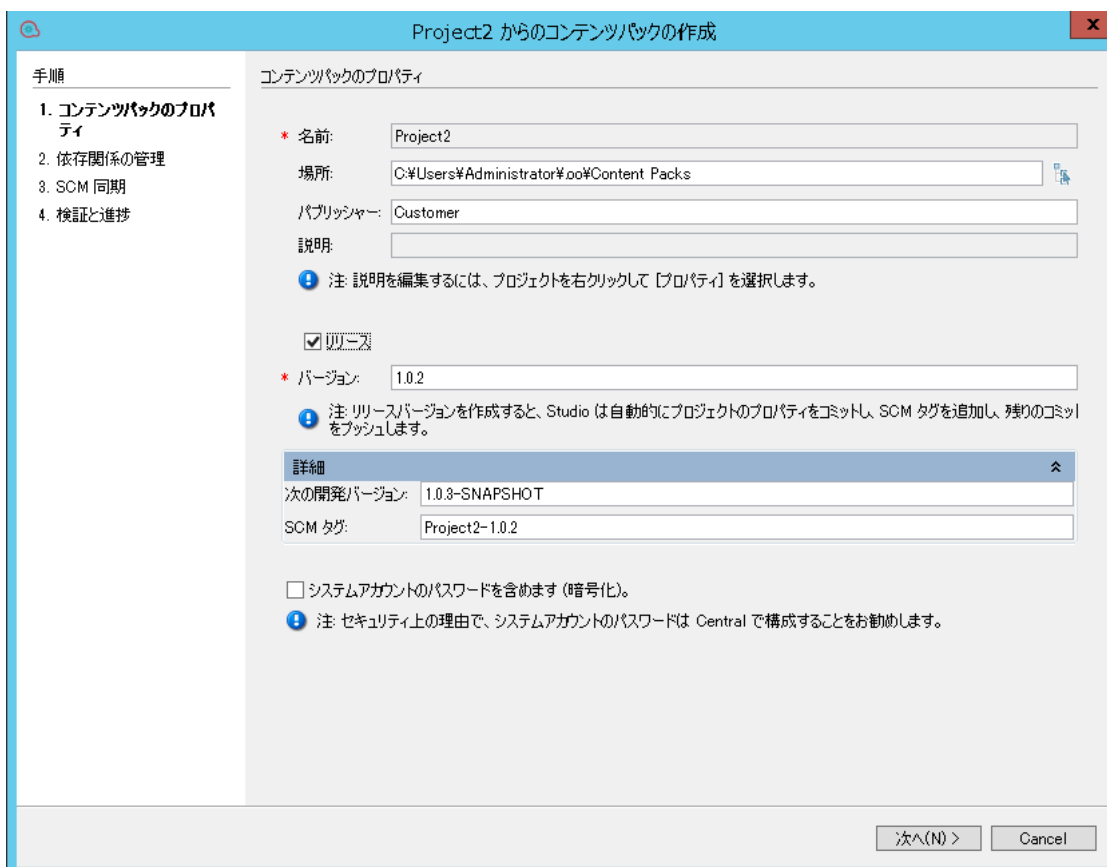 Project2 からのコンテンツパックの作成
x
手順
1. コンテンツパックのプロパ
ティ
2. 依存関係の管理
3. SCM 同期
4. 検証と進捗
コンテンツパックのプロパティ
* 名前: Project2
場所: C:¥Users¥Administrator¥.oo¥Content Packs
パブリッシャー: Customer
説明:
注: 説明を編集するには、プロジェクトを右クリックして [プロパティ] を選択します。
リリース
* バージョン: 1.0.2
注: リリースバージョンを作成すると、Studio は自動的にプロジェクトのプロパティをコミットし、SCM タグを追加し、残りのコミット
をプッシュします。
詳細
次の開発バージョン: 1.0.3-SNAPSHOT
SCM タグ: Project2-1.0.2
システムアカウントのパスワードを含めます (暗号化)。
注: セキュリティ上の理由で、システムアカウントのパスワードは Central で構成することをお勧めします。
次へ(N) > Cancel